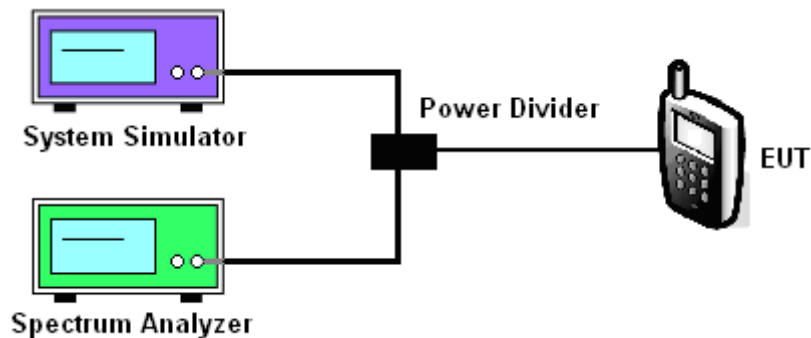 System Simulator
Power Divider
EUT
Spectrum Analyzer